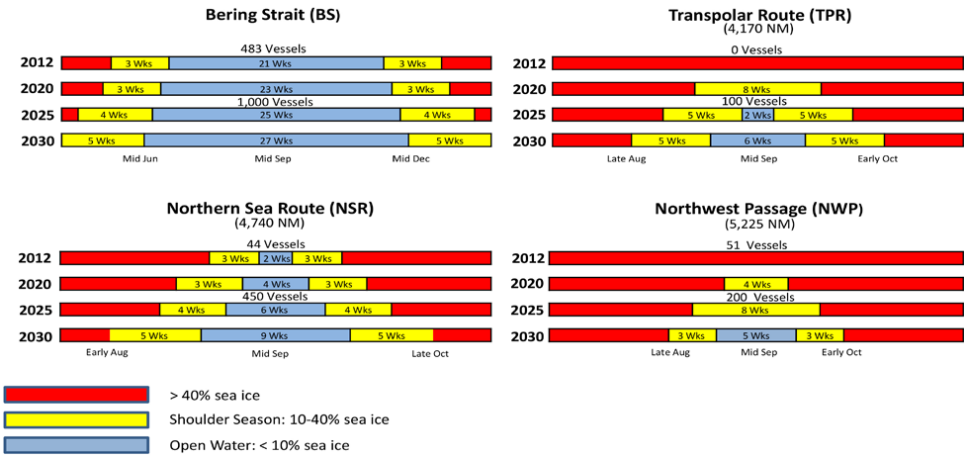 Bering Strait (BS)
483 Vessels
2012 3 Wks 21 Wks 3 Wks
2020 3 Wks 23 Wks 3 Wks
1,000 Vessels
2025 4 Wks 25 Wks 4 Wks
2030 5 Wks 27 Wks 5 Wks
Mid Jun Mid Sep Mid Dec
Transpolar Route (TPR)
(4,170 NM)
0 Vessels
2012
2020 8 Wks
100 Vessels
2025 5 Wks 2 Wks 5 Wks
2030 5 Wks 6 Wks 5 Wks
Late Aug Mid Sep Early Oct
Northern Sea Route (NSR)
(4,740 NM)
44 Vessels
2012 3 Wks 2 Wks 3 Wks
2020 3 Wks 4 Wks 3 Wks
450 Vessels
2025 4 Wks 6 Wks 4 Wks
2030 5 Wks 9 Wks 5 Wks
Early Aug Mid Sep Late Oct
Northwest Passage (NWP)
(5,225 NM)
51 Vessels
2012
2020 4 Wks
200 Vessels
2025 8 Wks
2030 3 Wks 5 Wks 3 Wks
Late Aug Mid Sep Early Oct
> 40% sea ice
Shoulder Season: 10-40% sea ice
Open Water: < 10% sea ice